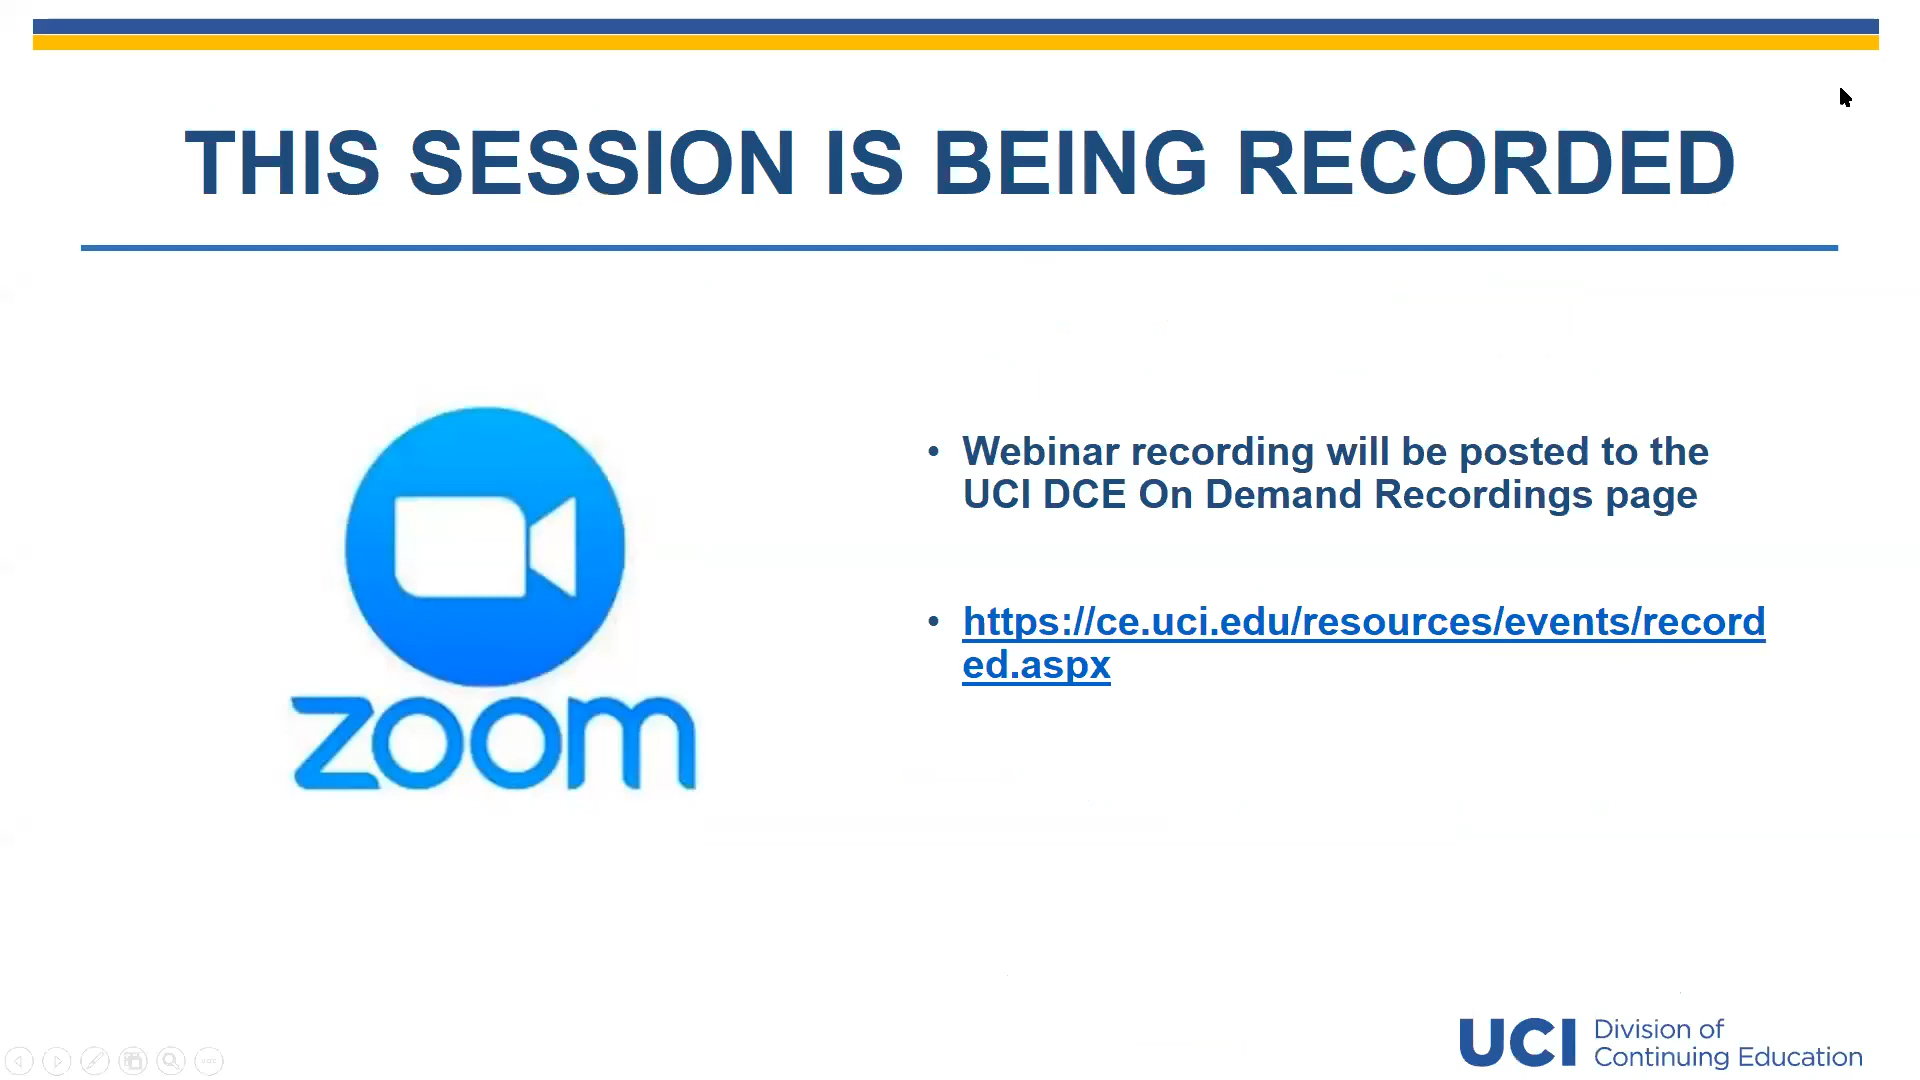 THIS SESSION IS BEING RECORDED
zoom
• Webinar recording will be posted to the
UCI DCE On Demand Recordings page
• https://ce.uci.edu/resources/events/record
ed.aspx
UCI Division of
Continuing Education